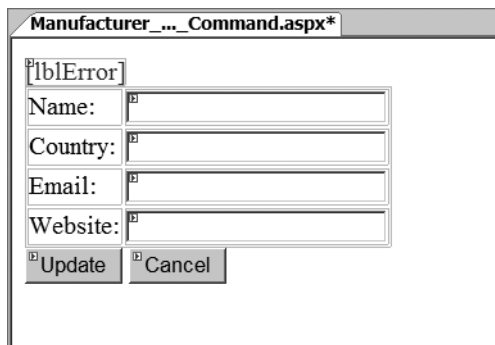 Manufacturer_..._Command.aspx*
[lblError]
Name:
Country:
Email:
Website:
Update Cancel